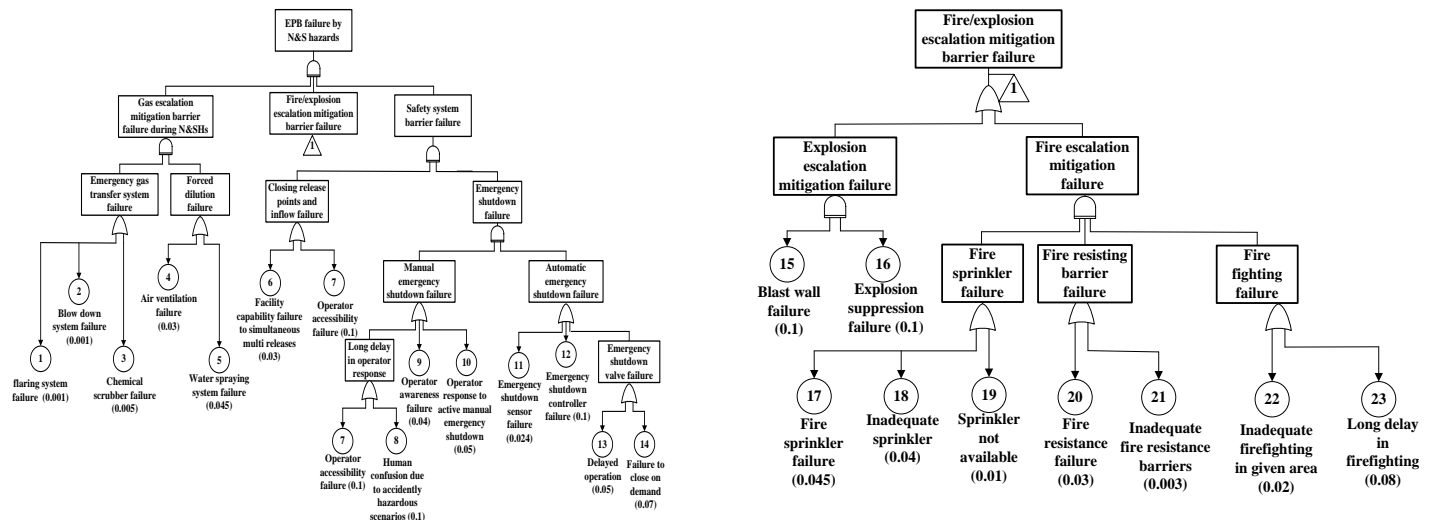 EPB failure by
N&S hazards
Gas escalation
mitigation barrier
failure during N&SHs
Fire/explosion
escalation mitigation
barrier failure
1
Safety system
barrier failure
Emergency gas
transfer system
failure
Forced
dilution
failure
Closing release
points and
inflow failure
Emergency
shutdown
failure
1
flaring system
failure (0.001)
2
Blow down
system failure
(0.001)
3
Chemical
scrubber failure
(0.005)
4
Air ventilation
failure
(0.03)
5
Water spraying
system failure
(0.045)
6
Facility
capability failure
to simultaneous
multi releases
(0.03)
7
Operator
accessibility
failure (0.1)
Manual
emergency
shutdown failure
Automatic
emergency
shutdown failure
Long delay
in operator
response
7
Operator
accessibility
failure (0.1)
8
Human
confusion due
to accidently
hazardous
scenarios (0.1)
9
Operator
awareness
failure
(0.04)
10
Operator
response to
active manual
emergency
shutdown
(0.05)
11
Emergency
shutdown
sensor
failure
(0.024)
12
Emergency
shutdown
controller
failure (0.1)
Emergency
shutdown
valve failure
13
Delayed
operation
(0.05)
14
Failure to
close on
demand
(0.07)
Fire/explosion
escalation mitigation
barrier failure
1
Explosion
escalation
mitigation failure
Fire escalation
mitigation
failure
15
Blast wall
failure
(0.1)
16
Explosion
suppression
failure (0.1)
Fire
sprinkler
failure
Fire resisting
barrier
failure
Fire
fighting
failure
17
Fire
sprinkler
failure
(0.045)
18
Inadequate
sprinkler
(0.04)
19
Sprinkler
not
available
(0.01)
20
Fire
resistance
failure
(0.03)
21
Inadequate
fire resistance
barriers
(0.003)
22
Inadequate
firefighting
in given area
(0.02)
23
Long delay
in
firefighting
(0.08)